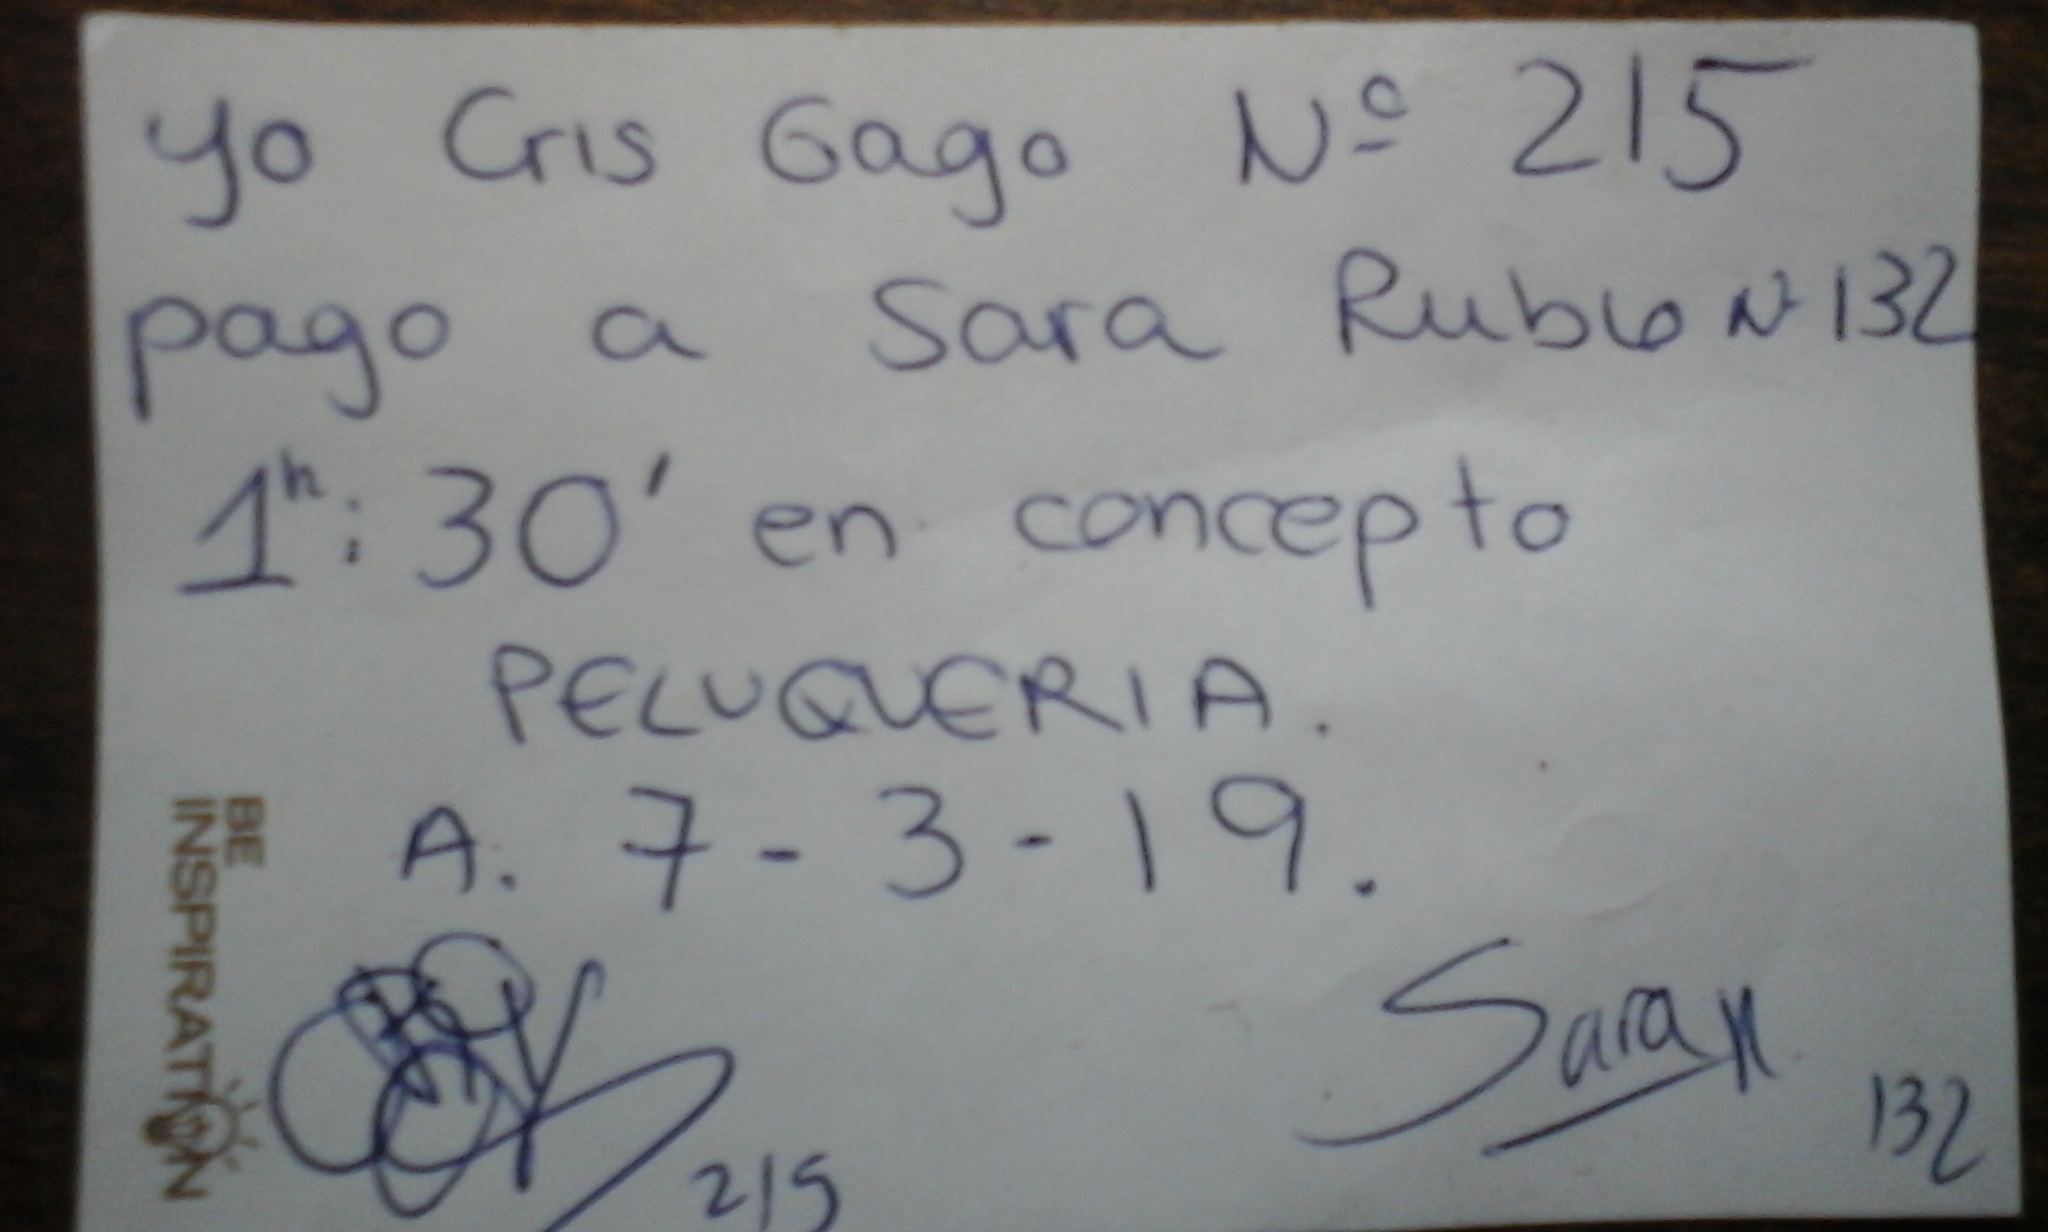 yo Cris Gago Nº 215
pago a Sara Rubio Nº 132
1h: 30' en concepto
PELUQUERIA.
A. 7-3-19.
BE
INSPIRATION
215
Sara
132